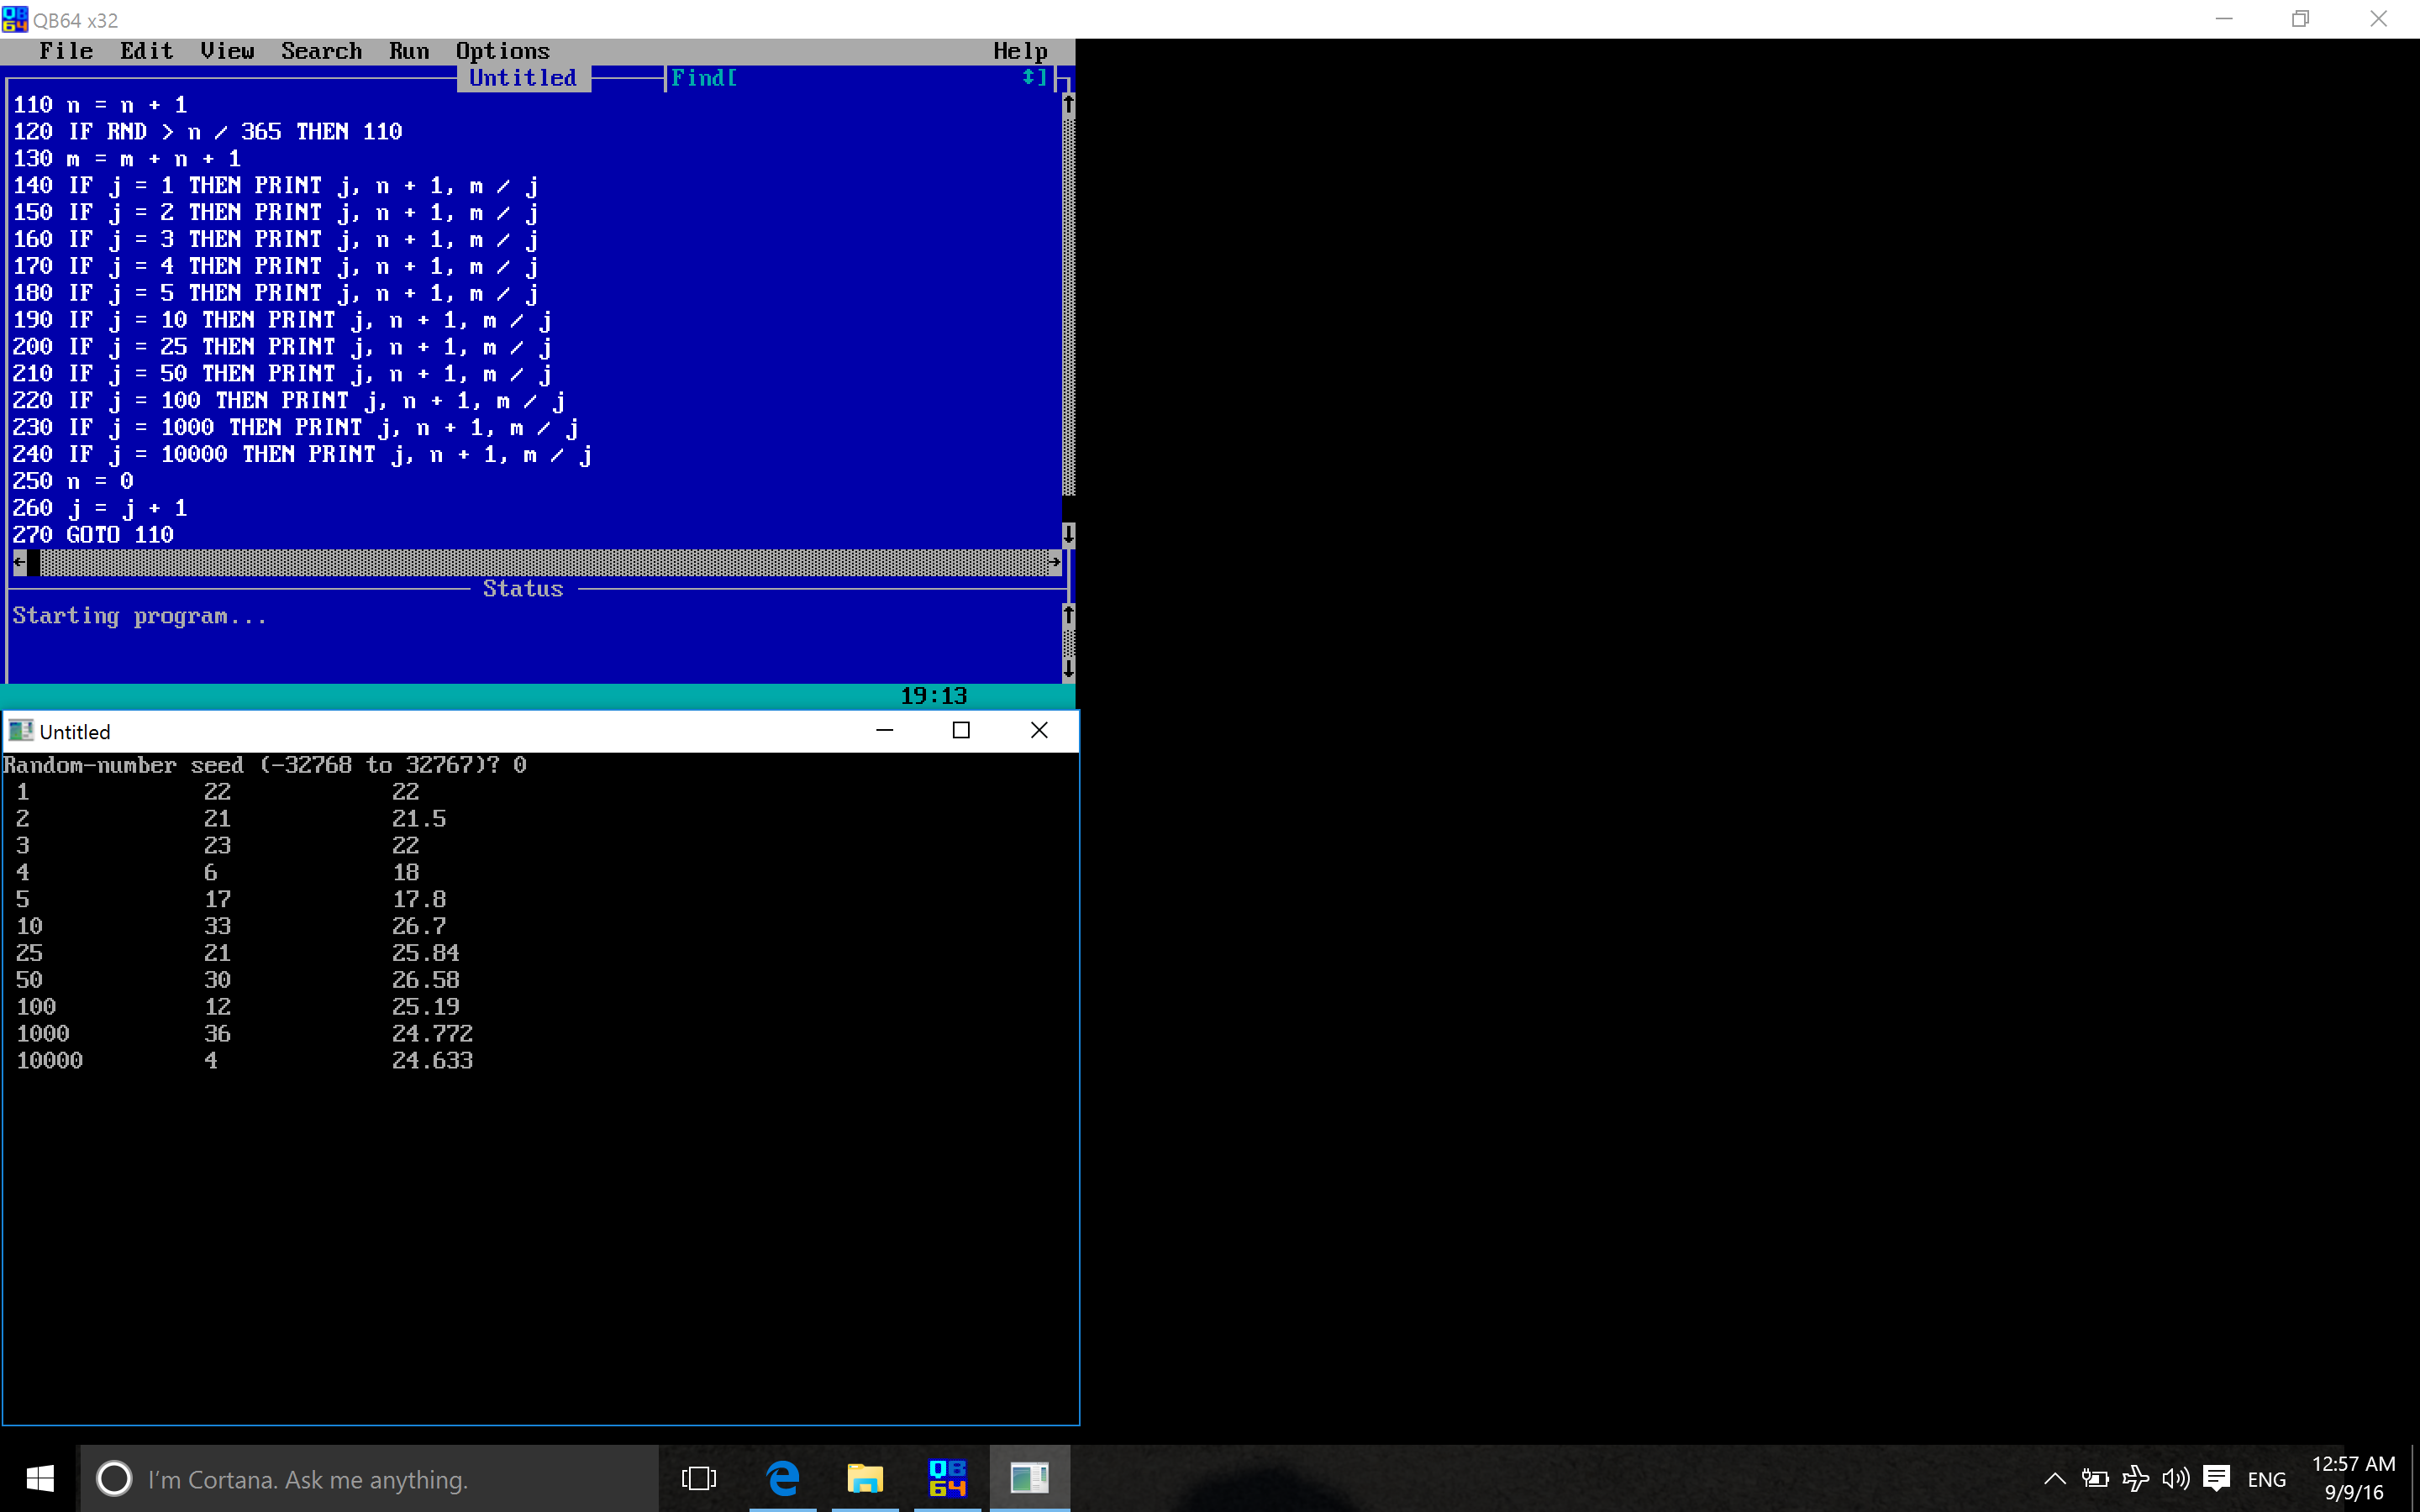 QB64 x32
File Edit View Search Run Options Help
Untitled Find[ ↕]
110 n = n + 1
120 IF RND > n / 365 THEN 110
130 m = m + n + 1
140 IF j = 1 THEN PRINT j, n + 1, m / j
150 IF j = 2 THEN PRINT j, n + 1, m / j
160 IF j = 3 THEN PRINT j, n + 1, m / j
170 IF j = 4 THEN PRINT j, n + 1, m / j
180 IF j = 5 THEN PRINT j, n + 1, m / j
190 IF j = 10 THEN PRINT j, n + 1, m / j
200 IF j = 25 THEN PRINT j, n + 1, m / j
210 IF j = 50 THEN PRINT j, n + 1, m / j
220 IF j = 100 THEN PRINT j, n + 1, m / j
230 IF j = 1000 THEN PRINT j, n + 1, m / j
240 IF j = 10000 THEN PRINT j, n + 1, m / j
250 n = 0
260 j = j + 1
270 GOTO 110
Status
Starting program...
19:13
Untitled
Random-number seed (-32768 to 32767)? 0
1 22 22
2 21 21.5
3 23 22
4 6 18
5 17 17.8
10 33 26.7
25 21 25.84
50 30 26.58
100 12 25.19
1000 36 24.772
10000 4 24.633
I'm Cortana. Ask me anything.
QB64
ENG
12:57 AM
9/9/16